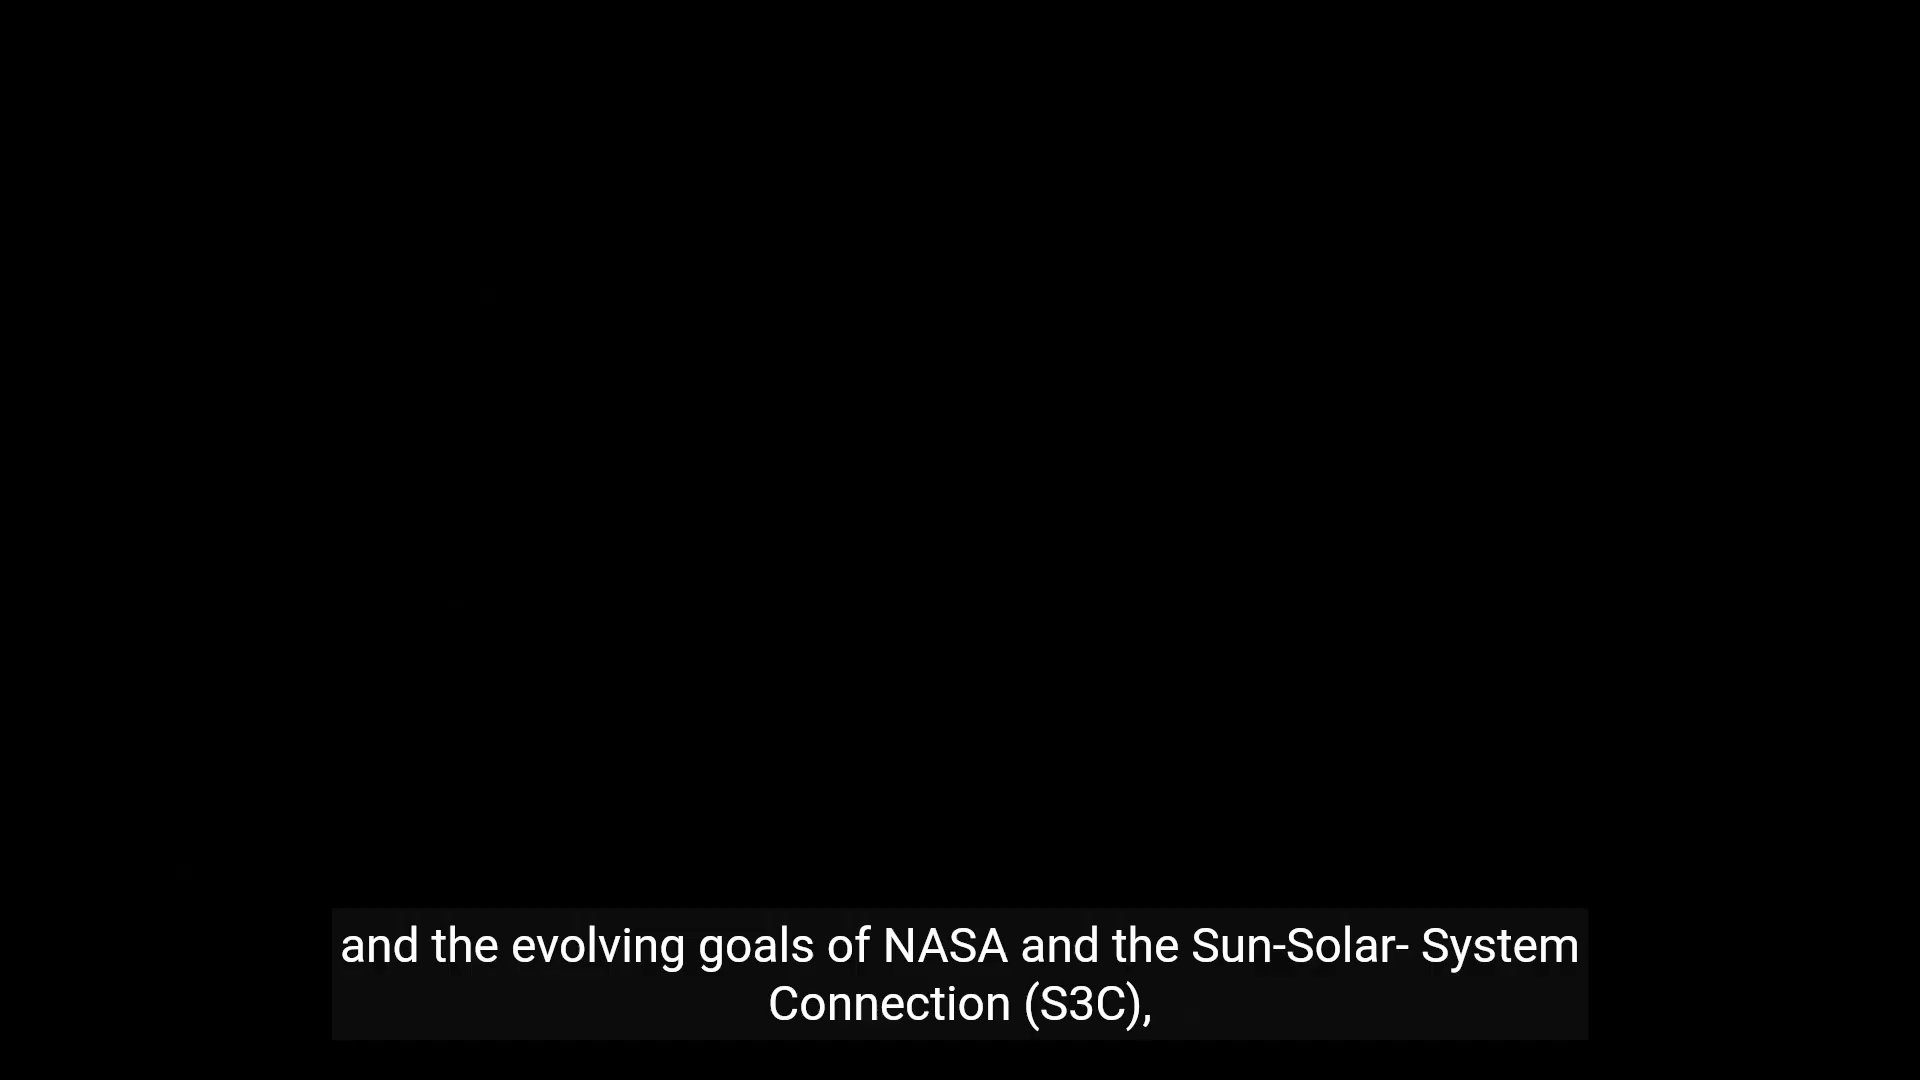 and the evolving goals of NASA and the Sun-Solar- System
Connection (S3C),